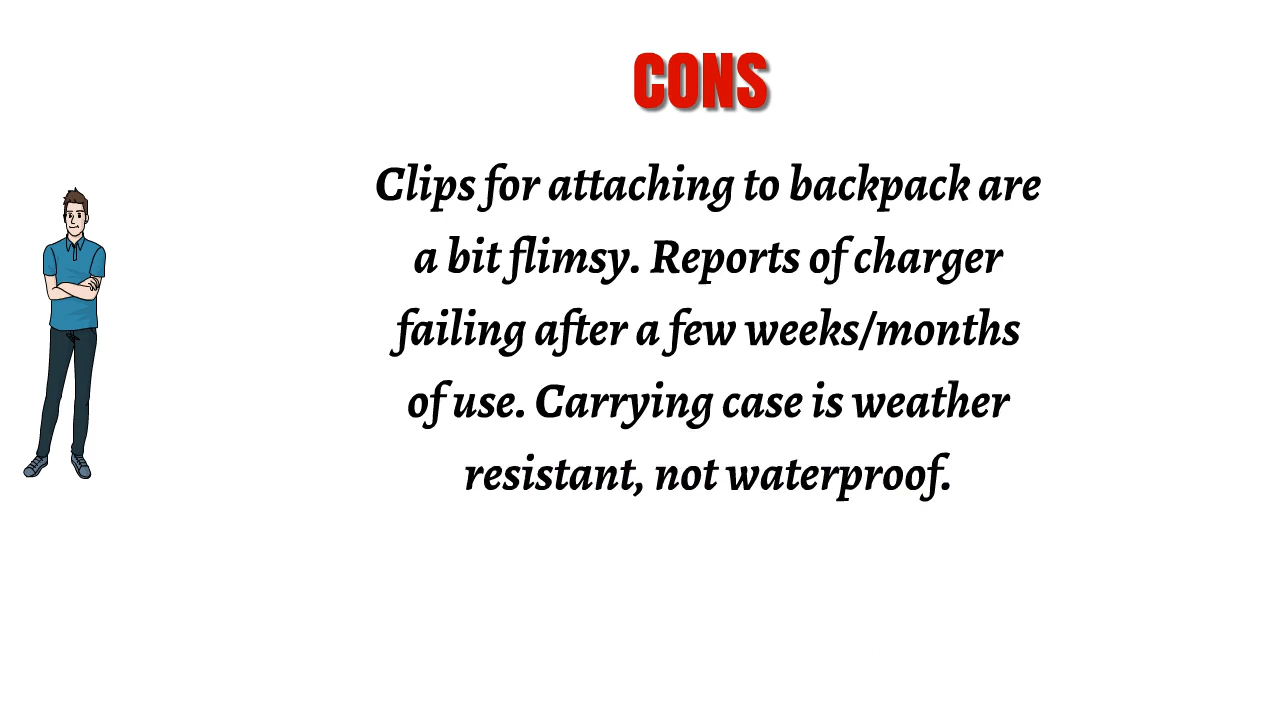 CONS
Clips for attaching to backpack are
a bit flimsy. Reports of charger
failing after a few weeks/months
of use. Carrying case is weather
resistant, not waterproof.